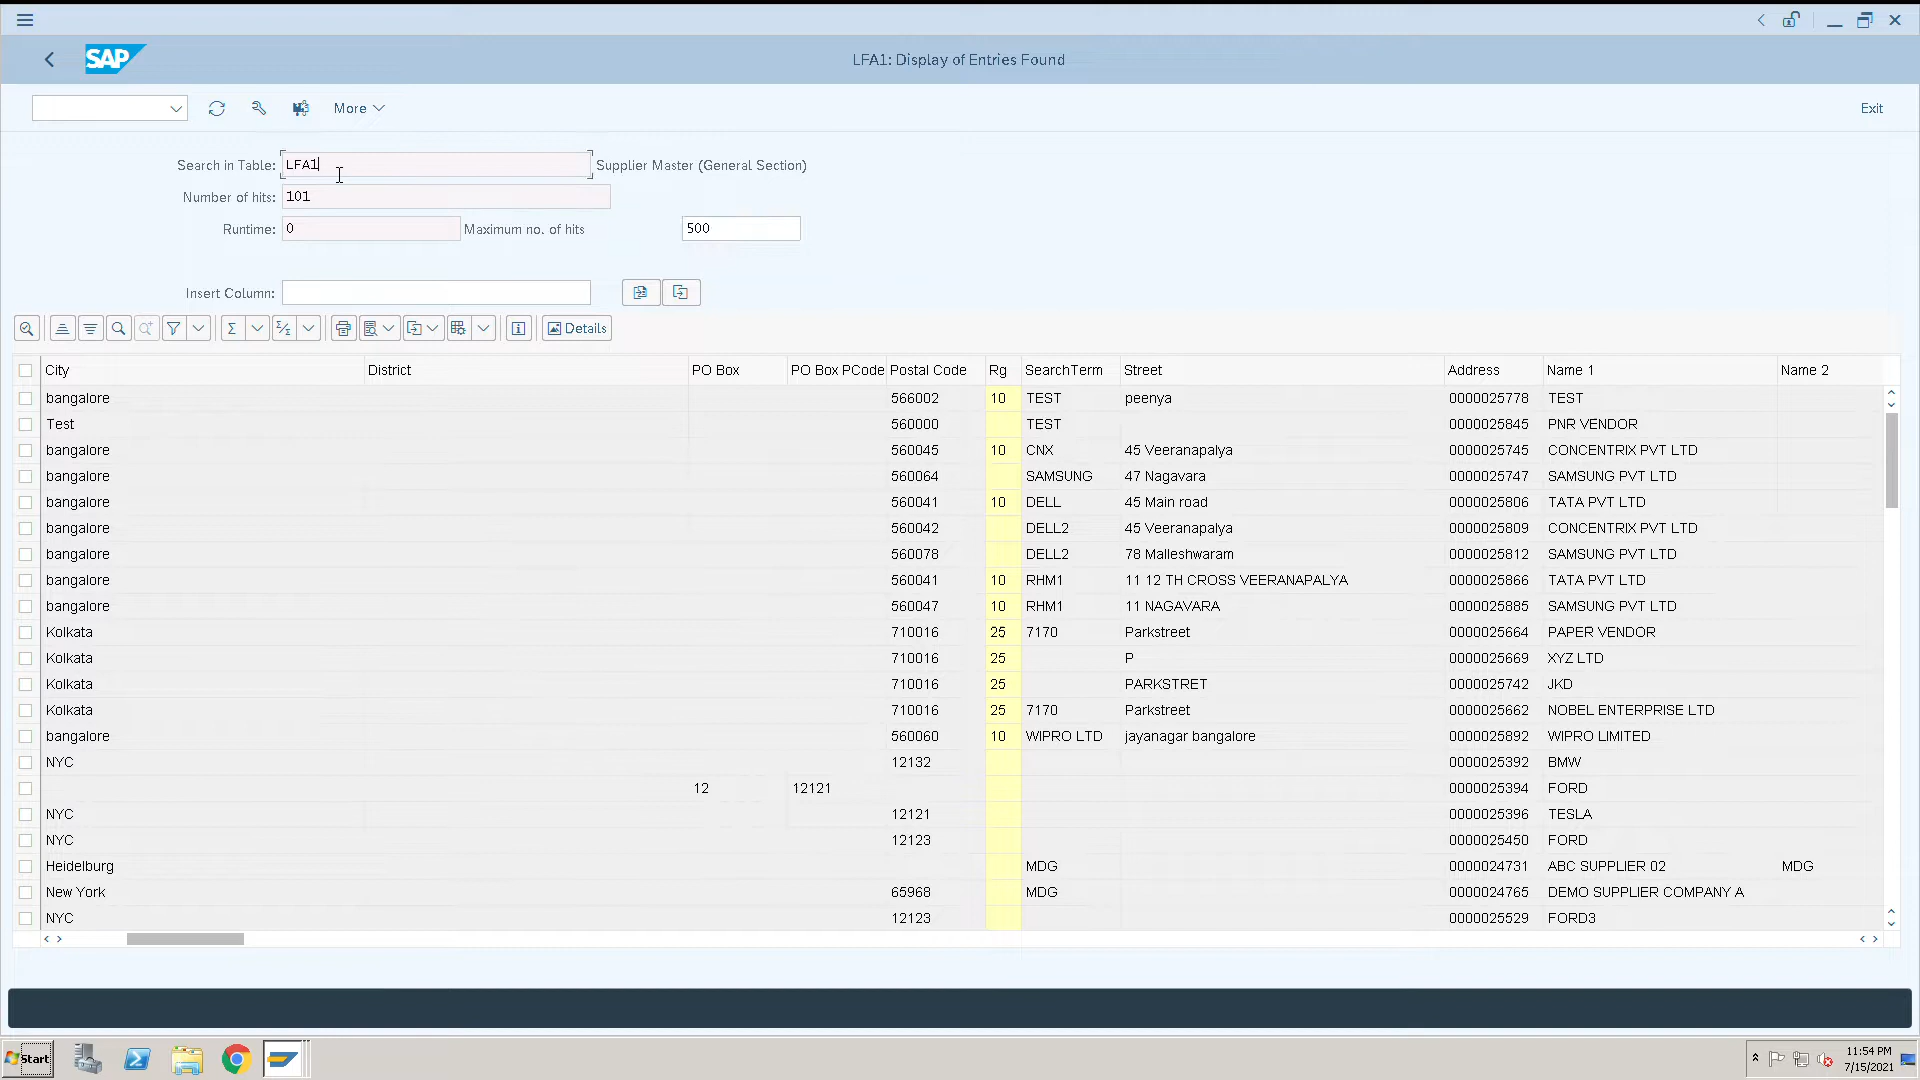 SAP
LFA1: Display of Entries Found
More
Exit
Search in Table: LFA1 Supplier Master (General Section)
Number of hits: 101
Runtime: 0 Maximum no. of hits 500
Insert Column:
Details
City District PO Box PO Box PCode Postal Code Rg SearchTerm Street Address Name 1 Name 2
bangalore 566002 10 TEST peenya 0000025778 TEST
Test 560000 TEST 0000025845 PNR VENDOR
bangalore 560045 10 CNX 45 Veeranapalya 0000025745 CONCENTRIX PVT LTD
bangalore 560064 SAMSUNG 47 Nagavara 0000025747 SAMSUNG PVT LTD
bangalore 560041 10 DELL 45 Main road 0000025806 TATA PVT LTD
bangalore 560042 DELL2 45 Veeranapalya 0000025809 CONCENTRIX PVT LTD
bangalore 560078 DELL2 78 Malleshwaram 0000025812 SAMSUNG PVT LTD
bangalore 560041 10 RHM1 11 12 TH CROSS VEERANAPALYA 0000025866 TATA PVT LTD
bangalore 560047 10 RHM1 11 NAGAVARA 0000025885 SAMSUNG PVT LTD
Kolkata 710016 25 7170 Parkstreet 0000025664 PAPER VENDOR
Kolkata 710016 25 P 0000025669 XYZ LTD
Kolkata 710016 25 PARKSTRET 0000025742 JKD
Kolkata 710016 25 7170 Parkstreet 0000025662 NOBEL ENTERPRISE LTD
bangalore 560060 10 WIPRO LTD jayanagar bangalore 0000025892 WIPRO LIMITED
NYC 12132 0000025392 BMW
12 12121 0000025394 FORD
NYC 12121 0000025396 TESLA
NYC 12123 0000025450 FORD
Heidelburg MDG 0000024731 ABC SUPPLIER 02 MDG
New York 65968 MDG 0000024765 DEMO SUPPLIER COMPANY A
NYC 12123 0000025529 FORD3
Start
11:54 PM
7/15/2021